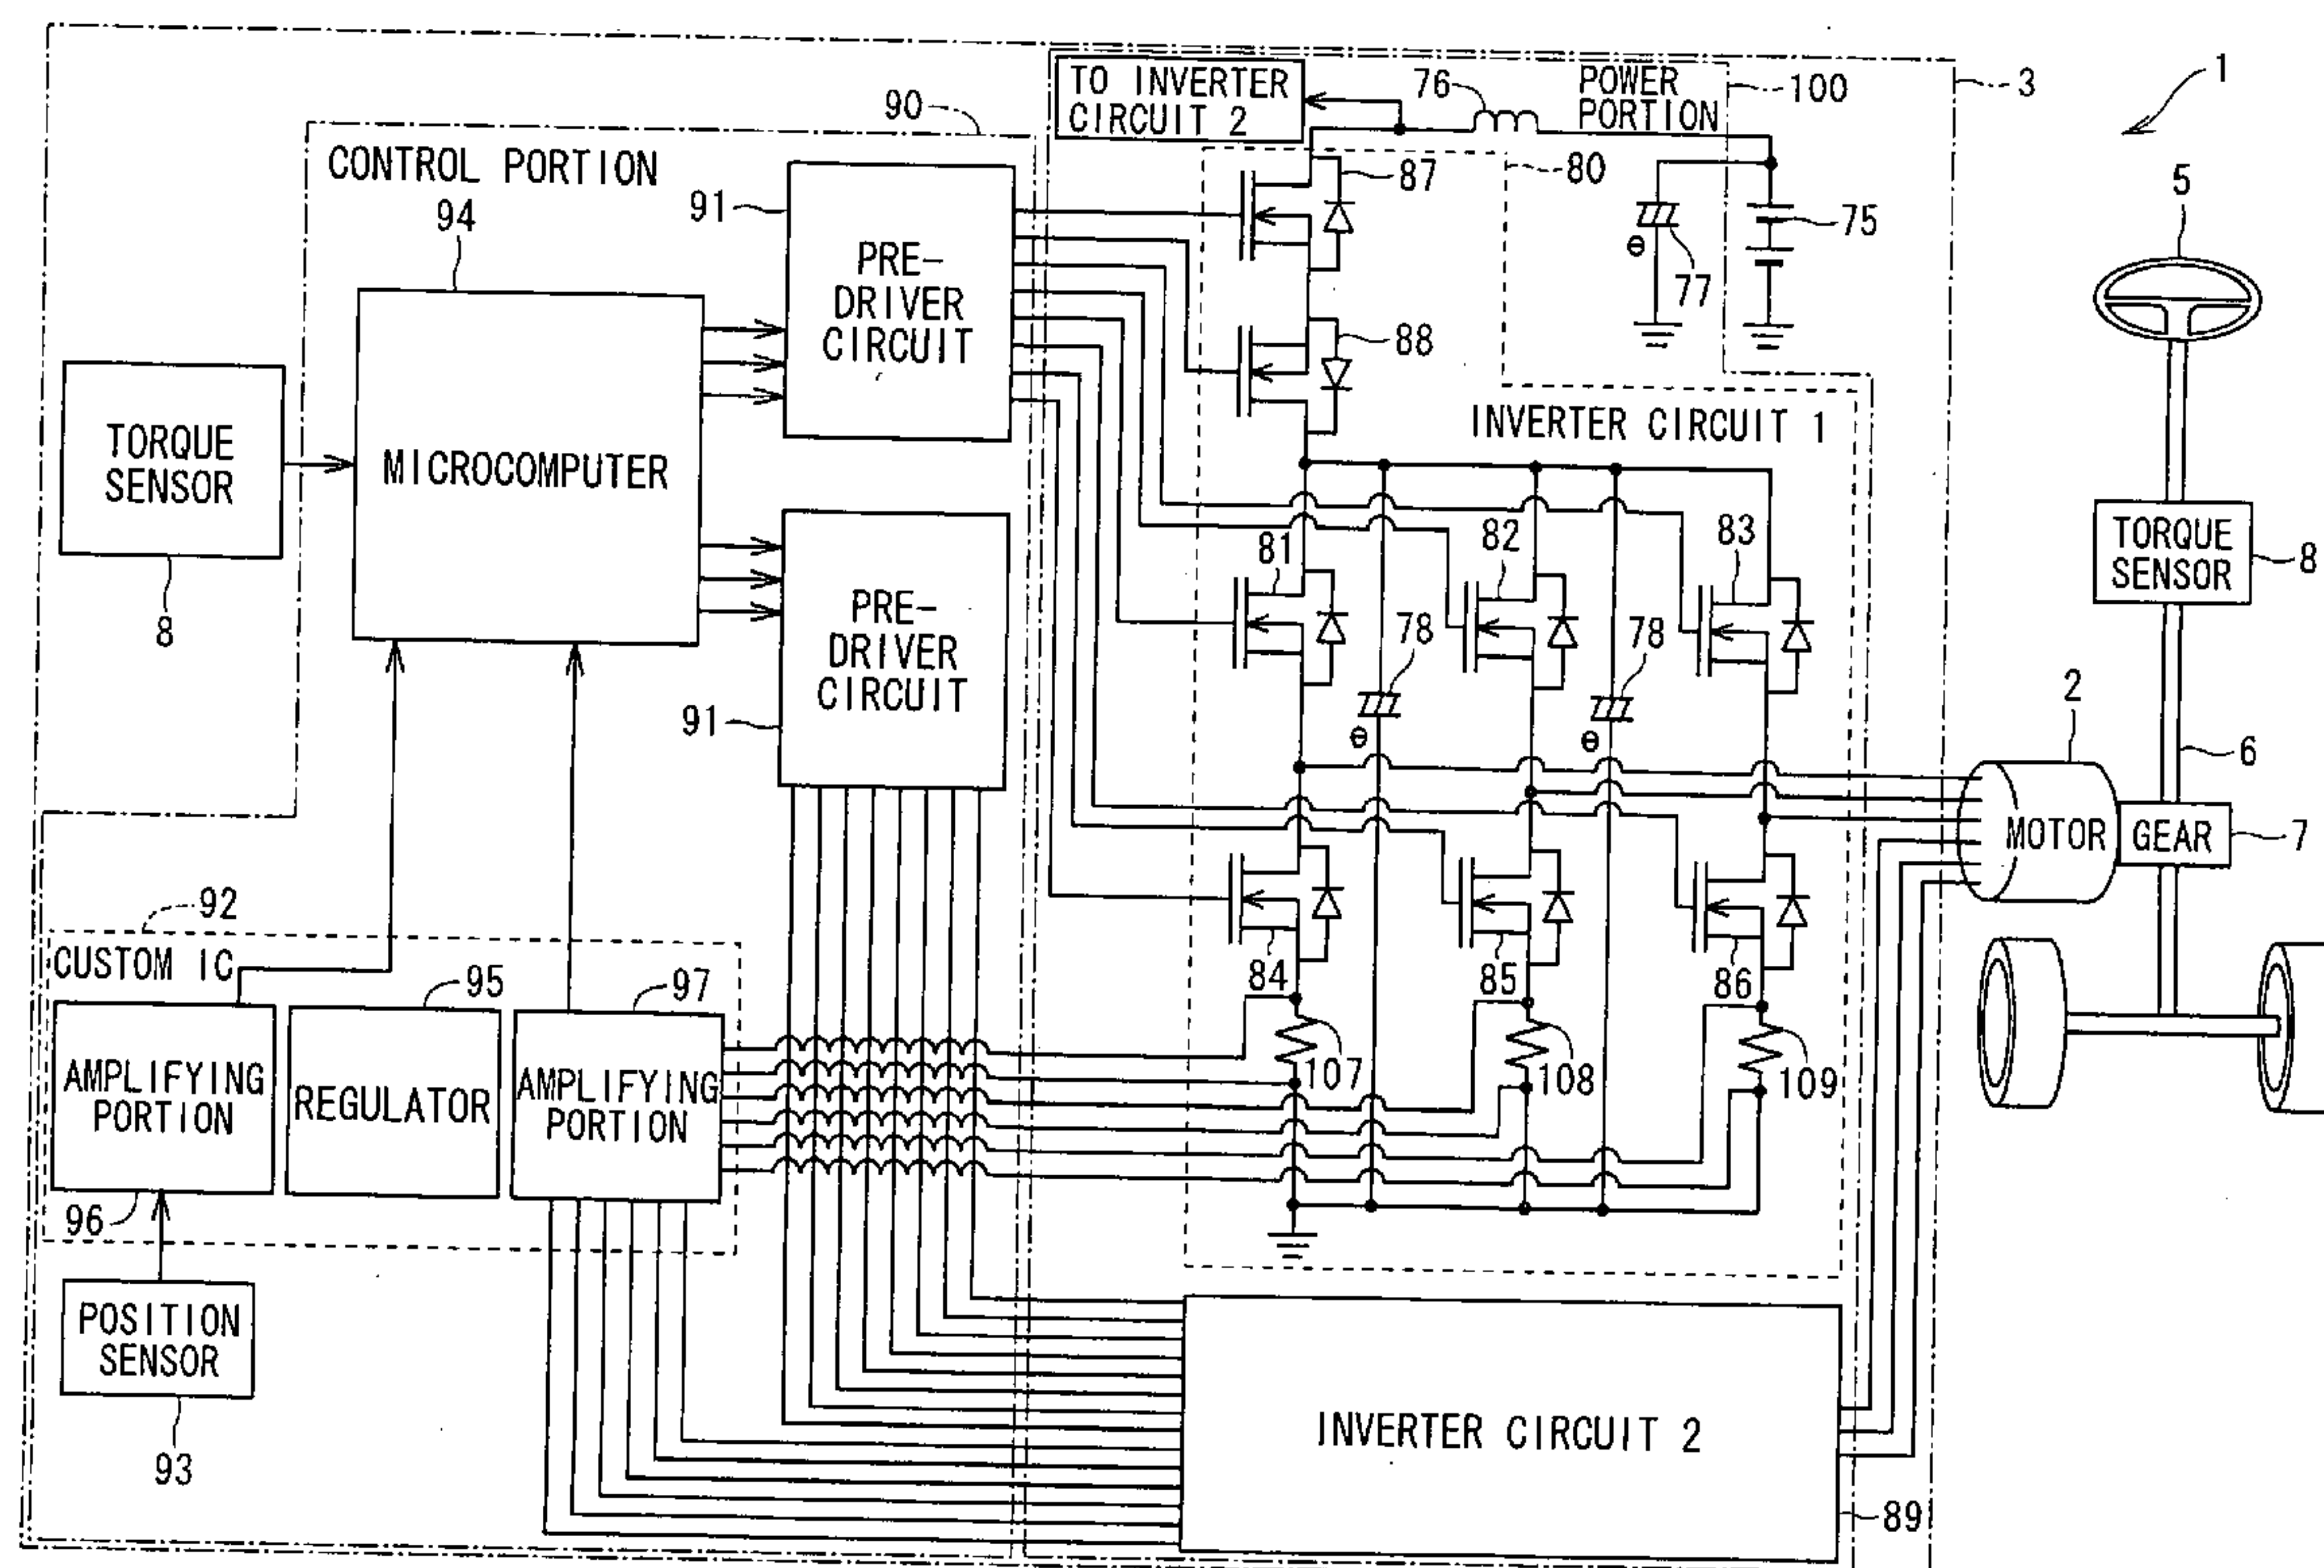 TO INVERTER
CIRCUIT 2
76
POWER
PORTION
100
3
1
90
CONTROL PORTION
94
91
PRE-
DRIVER
CIRCUIT
87
80
77
75
5
88
TORQUE
SENSOR
8
MICROCOMPUTER
INVERTER CIRCUIT 1
81
82
83
78
78
TORQUE
SENSOR
8
PRE-
DRIVER
CIRCUIT
91
⊖
⊖
⊖
2
6
MOTOR
GEAR
7
92
CUSTOM IC
95
97
84
85
86
AMPLIFYING
PORTION
REGULATOR
AMPLIFYING
PORTION
107
108
109
96
POSITION
SENSOR
93
INVERTER CIRCUIT 2
89